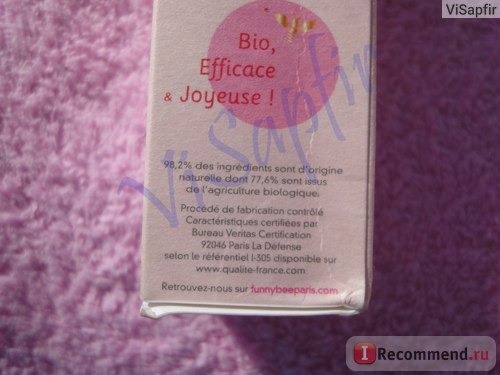 ViSapfir
Bio,
Efficace
& Joyeuse !
Vi Sapfir
98,2% des ingrédients sont d'origine
naturelle dont 77,6% sont issus
de l'agriculture biologique.
Procédé de fabrication contrôlé
Caractéristiques certifiées par
Bureau Veritas Certification
92046 Paris La Défense
selon le référentiel I-305 disponible sur
www.qualite-france.com
Retrouvez-nous sur funnybeeparis.com
I Recommend.ru